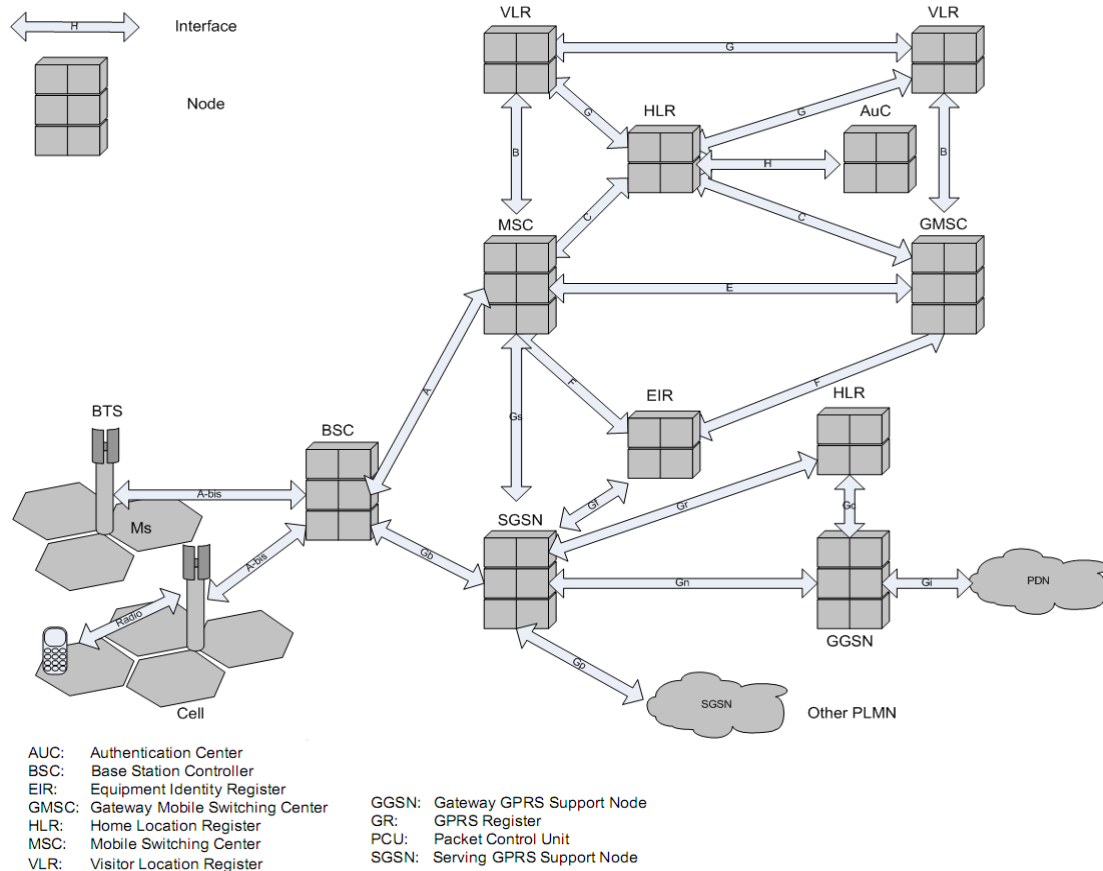 H
Interface
Node
VLR
VLR
G
G
G
HLR
AuC
H
B
B
C
C
MSC
GMSC
E
A
F
F
Gs
EIR
HLR
BTS
BSC
A-bis
Ms
A-bis
Gf
Gr
Gc
SGSN
Gb
Gn
Gi
PDN
GGSN
Radio
Gp
SGSN
Other PLMN
Cell
AUC: Authentication Center
BSC: Base Station Controller
EIR: Equipment Identity Register
GMSC: Gateway Mobile Switching Center
HLR: Home Location Register
MSC: Mobile Switching Center
VLR: Visitor Location Register
GGSN: Gateway GPRS Support Node
GR: GPRS Register
PCU: Packet Control Unit
SGSN: Serving GPRS Support Node